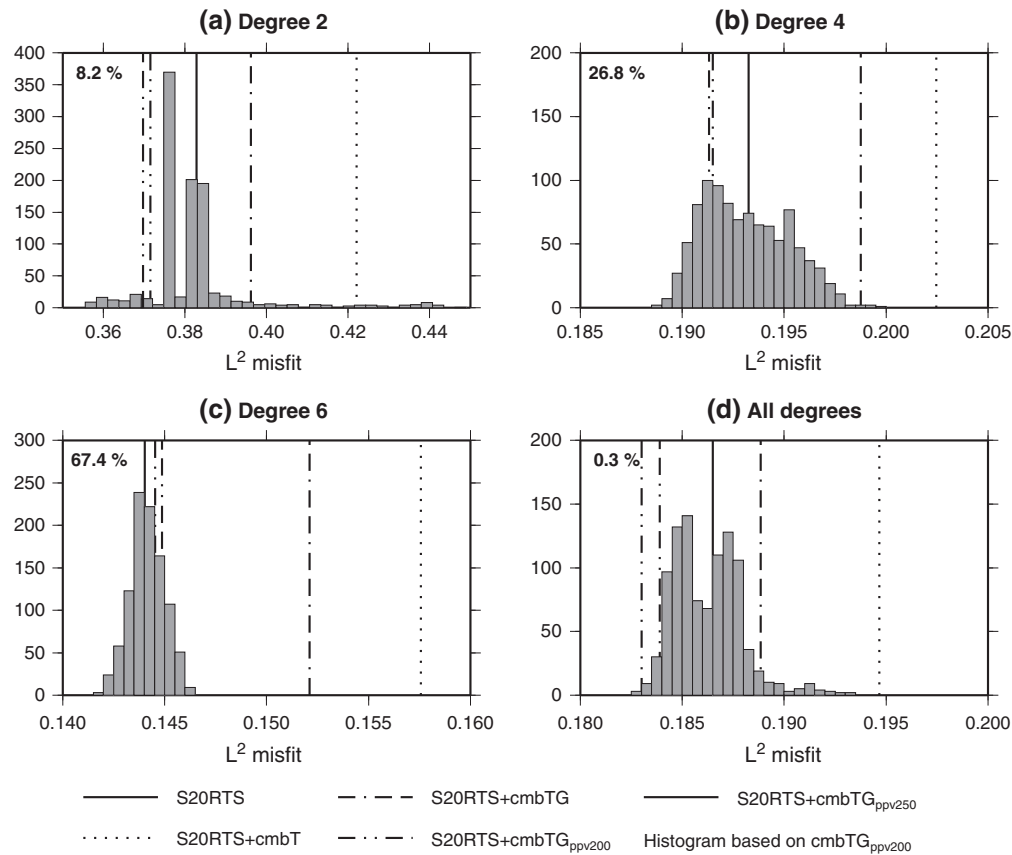 (a) Degree 2
(b) Degree 4
400
350
300
250
200
150
100
50
0
8.2 %
0.36 0.38 0.40 0.42 0.44
L² misfit
200
150
100
50
0
26.8 %
0.185 0.190 0.195 0.200 0.205
L² misfit
(c) Degree 6
(d) All degrees
300
250
200
150
100
50
0
67.4 %
0.140 0.145 0.150 0.155 0.160
L² misfit
200
150
100
50
0
0.3 %
0.180 0.185 0.190 0.195 0.200
L² misfit
S20RTS S20RTS+cmbTG S20RTS+cmbTGppv250
S20RTS+cmbT S20RTS+cmbTGppv200 Histogram based on cmbTGppv200